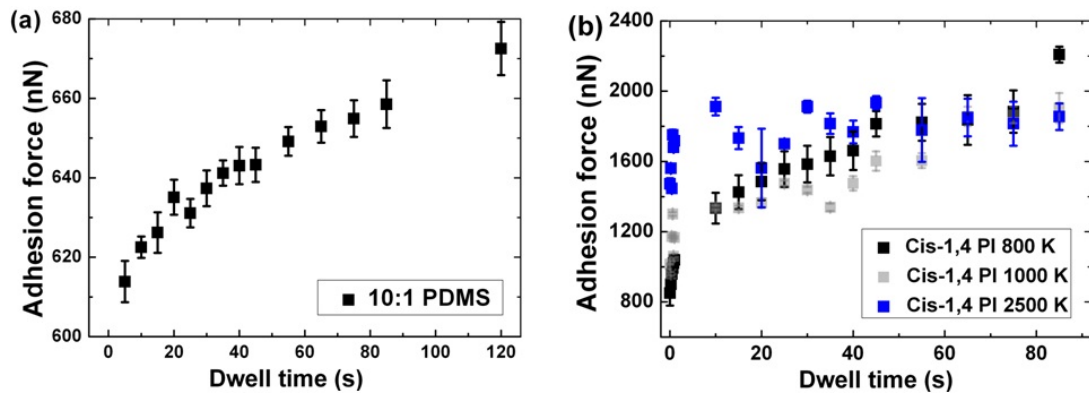 (a)
680
660
640
620
600
Adhesion force (nN)
0 20 40 60 80 100 120
Dwell time (s)
10:1 PDMS
(b)
2400
2000
1600
1200
800
Adhesion force (nN)
0 20 40 60 80
Dwell time (s)
Cis-1,4 PI 800 K
Cis-1,4 PI 1000 K
Cis-1,4 PI 2500 K